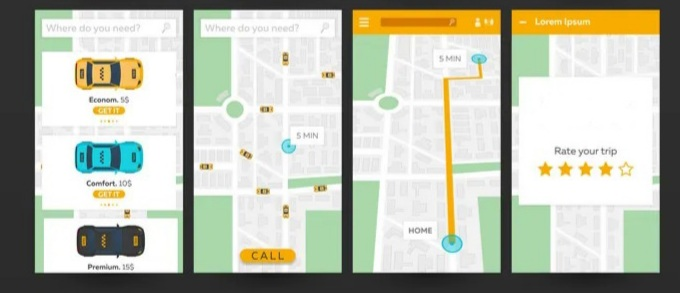 Where do you need?
Econom. 5$
GET IT
Comfort. 10$
GET IT
Premium. 15$
Where do you need?
5 MIN
CALL
5 MIN
HOME
Lorem Ipsum
Rate your trip